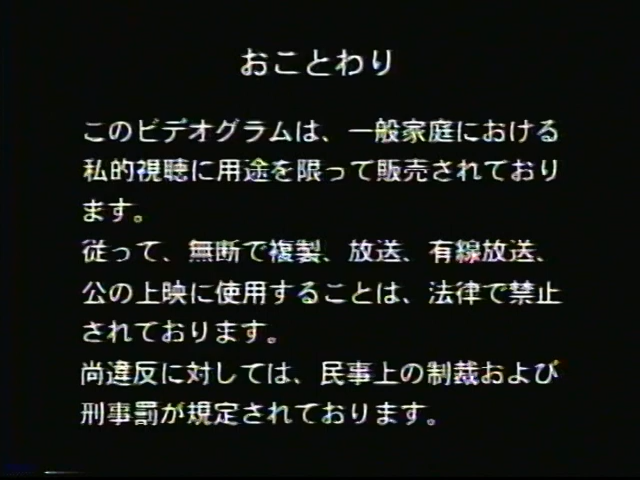 おことわり
このビデオグラムは、一般家庭における
私的視聴に用途を限って販売されており
ます。
従って、無断で複製、放送、有線放送、
公の上映に使用することは、法律で禁止
されております。
尚違反に対しては、民事上の制裁および
刑事罰が規定されております。